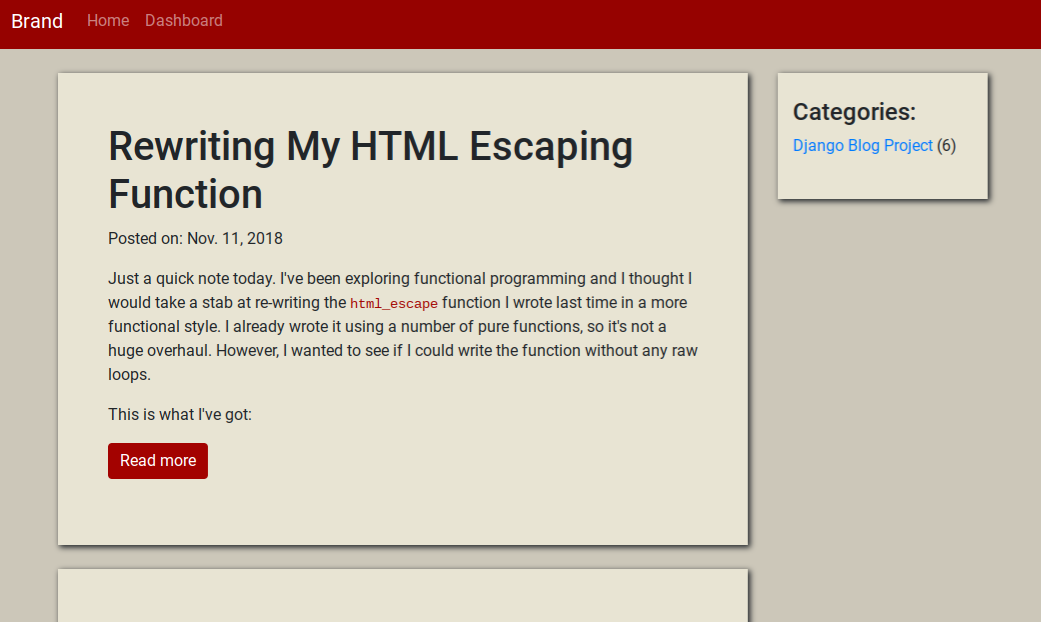 Brand Home Dashboard
Rewriting My HTML Escaping
Function
Posted on: Nov. 11, 2018
Just a quick note today. I've been exploring functional programming and I thought I
would take a stab at re-writing the html_escape function I wrote last time in a more
functional style. I already wrote it using a number of pure functions, so it's not a
huge overhaul. However, I wanted to see if I could write the function without any raw
loops.
This is what I've got:
Read more
Categories:
Django Blog Project (6)